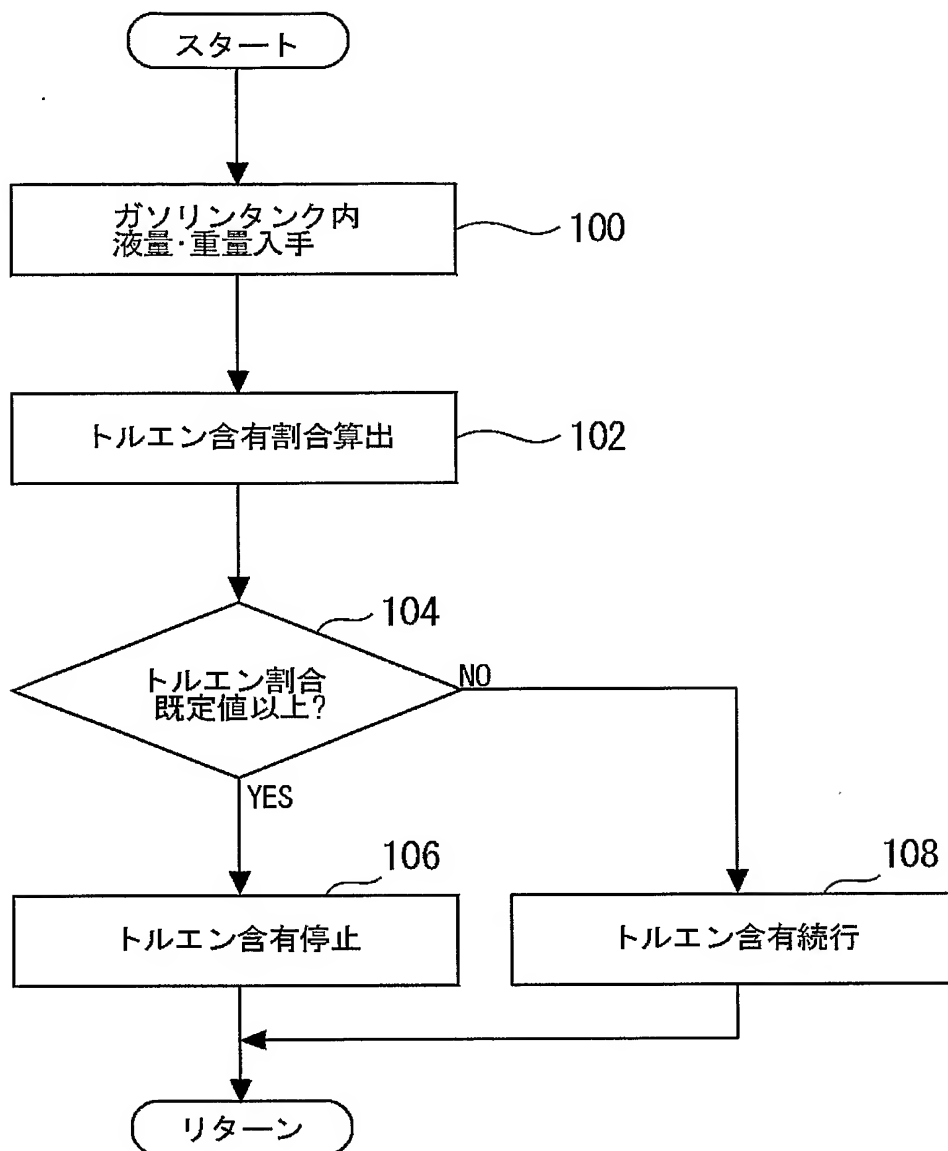 スタート
ガソリンタンク内
液量·重量入手
100
トルエン含有割合算出
102
104
トルエン割合
既定値以上?
NO
YES
106
トルエン含有停止
108
トルエン含有続行
リターン